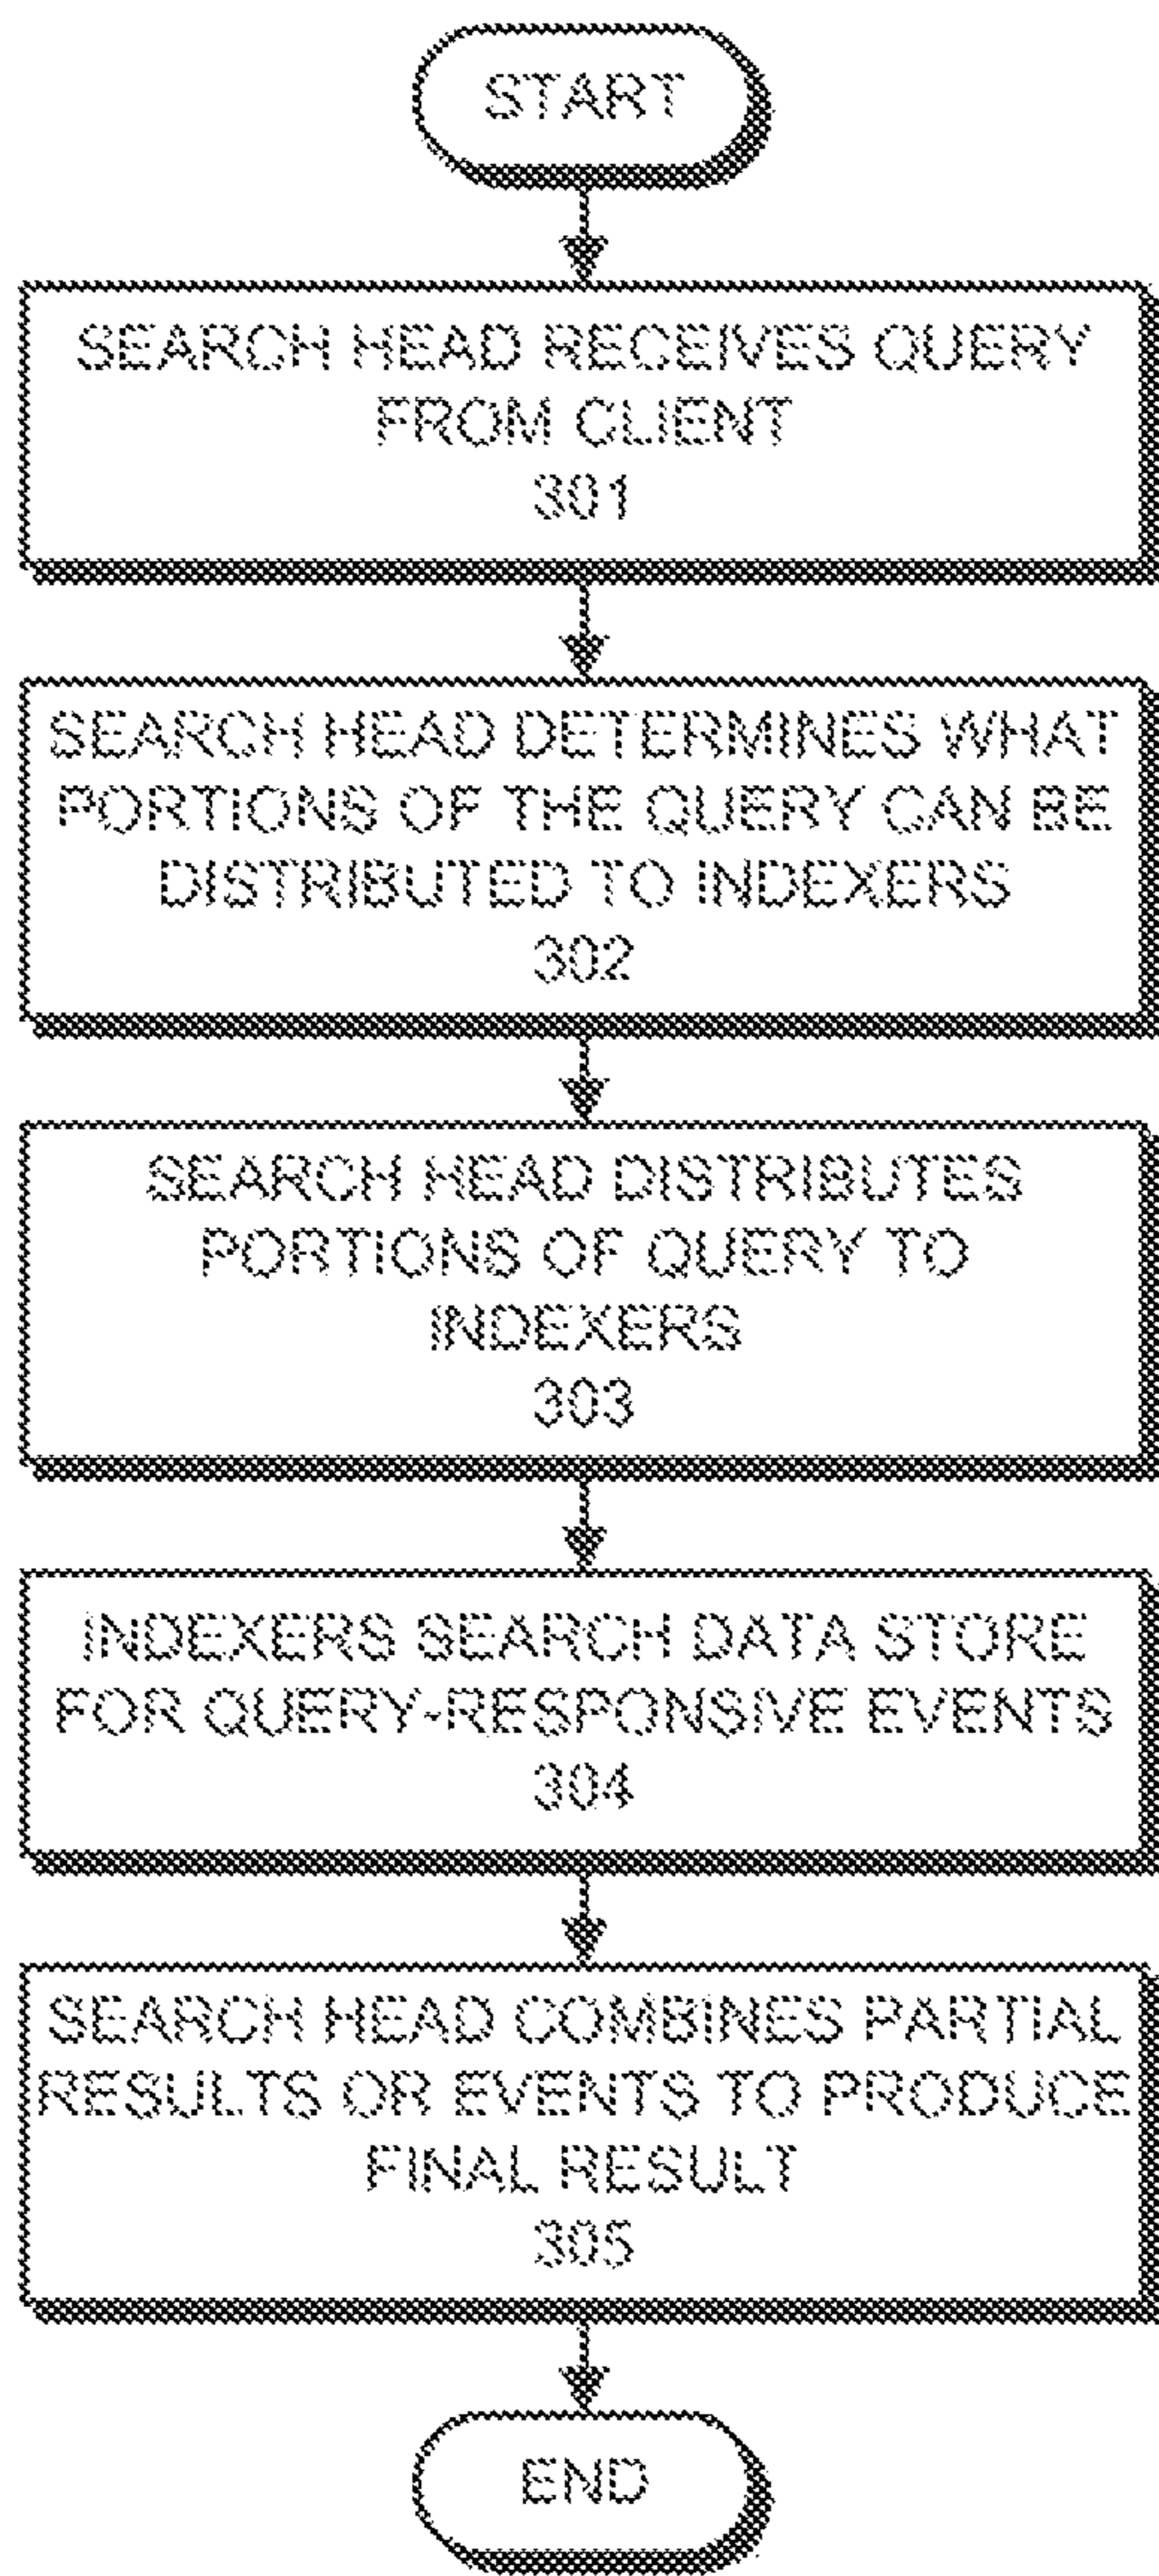 START
SEARCH HEAD RECEIVES QUERY
FROM CLIENT
301
SEARCH HEAD DETERMINES WHAT
PORTIONS OF THE QUERY CAN BE
DISTRIBUTED TO INDEXERS
302
SEARCH HEAD DISTRIBUTES
PORTIONS OF QUERY TO
INDEXERS
303
INDEXERS SEARCH DATA STORE
FOR QUERY-RESPONSIVE EVENTS
304
SEARCH HEAD COMBINES PARTIAL
RESULTS OR EVENTS TO PRODUCE
FINAL RESULT
305
END